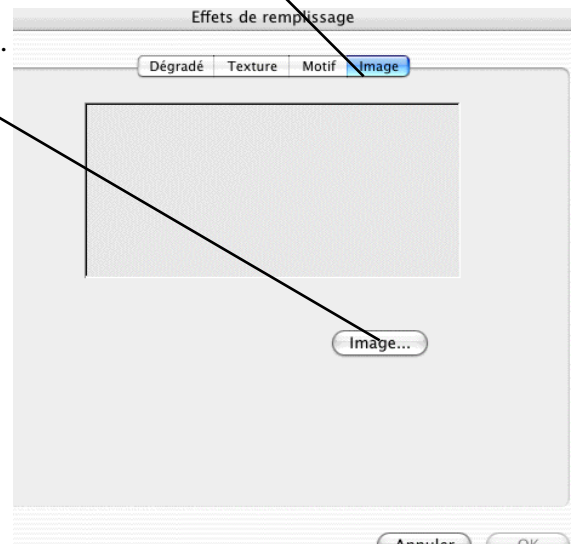 Effets de remplissage
Dégradé Texture Motif Image
Image...
Annuler OK